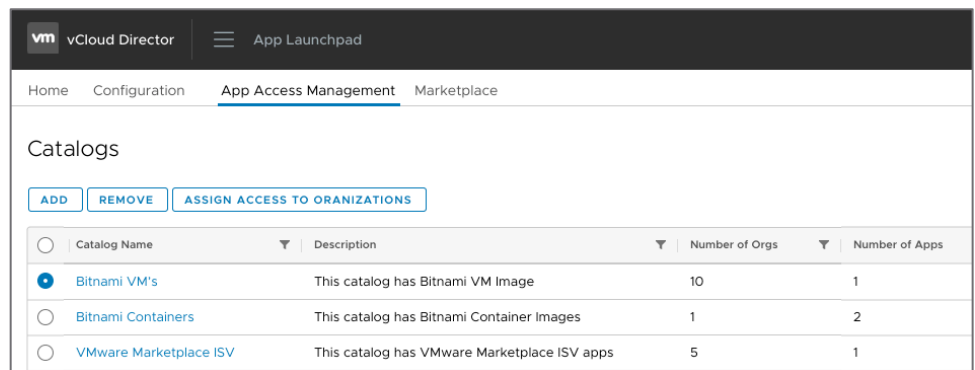 vm vCloud Director App Launchpad
Home Configuration App Access Management Marketplace
Catalogs
ADD REMOVE ASSIGN ACCESS TO ORANIZATIONS
Catalog Name Description Number of Orgs Number of Apps
Bitnami VM's This catalog has Bitnami VM Image 10 1
Bitnami Containers This catalog has Bitnami Container Images 1 2
VMware Marketplace ISV This catalog has VMware Marketplace ISV apps 5 1